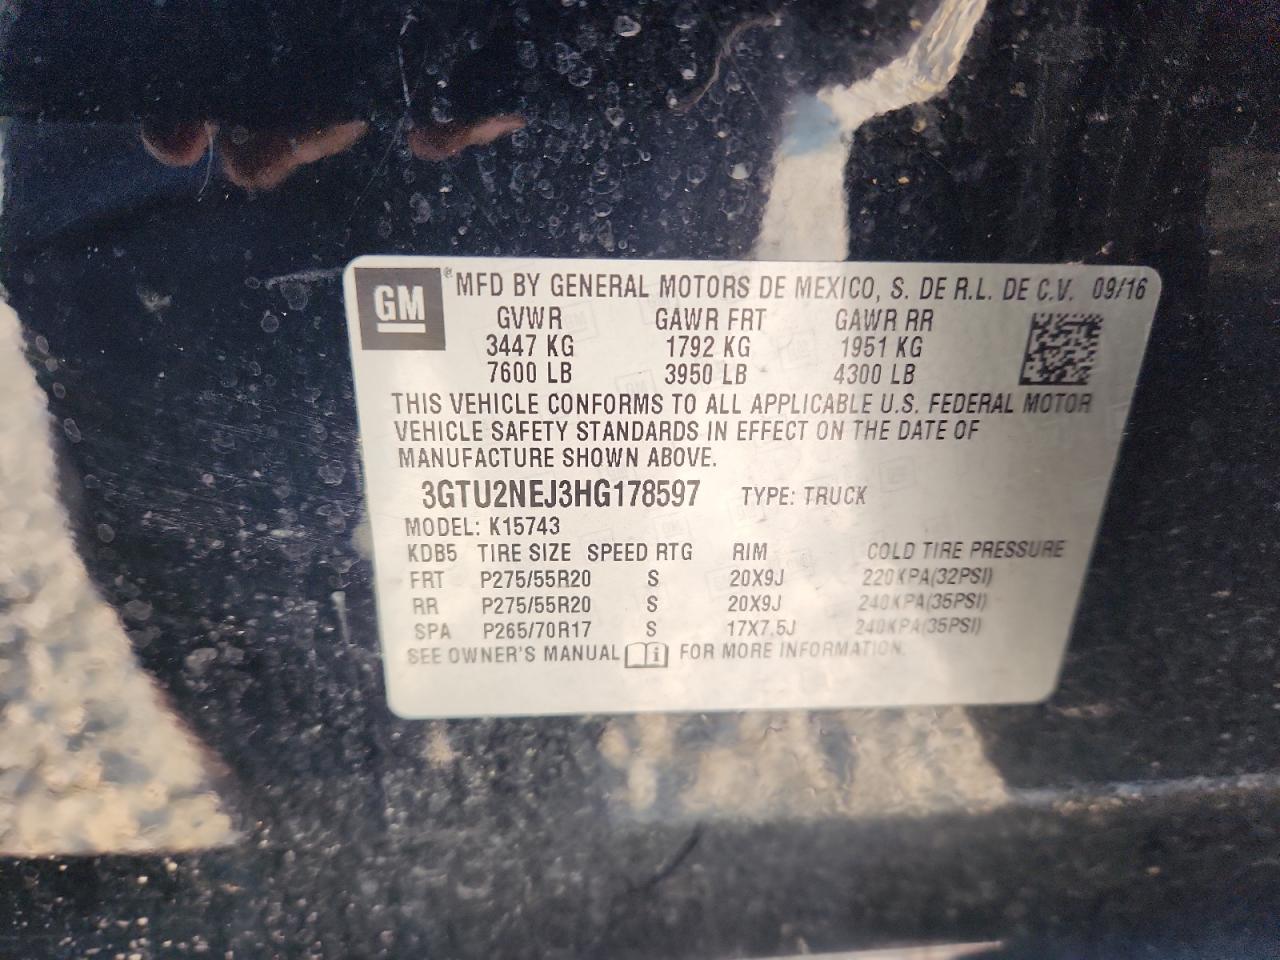 GM ® MFD BY GENERAL MOTORS DE MEXICO, S. DE R.L. DE C.V. 09/16
GVWR GAWR FRT GAWR RR
3447 KG 1792 KG 1951 KG
7600 LB 3950 LB 4300 LB
THIS VEHICLE CONFORMS TO ALL APPLICABLE U.S. FEDERAL MOTOR
VEHICLE SAFETY STANDARDS IN EFFECT ON THE DATE OF
MANUFACTURE SHOWN ABOVE.
3GTU2NEJ3HG178597 TYPE: TRUCK
MODEL: K15743
KDB5 TIRE SIZE SPEED RTG RIM COLD TIRE PRESSURE
FRT P275/55R20 S 20X9J 220KPA(32PSI)
RR P275/55R20 S 20X9J 240KPA(35PSI)
SPA P265/70R17 S 17X7.5J 240KPA(35PSI)
SEE OWNER'S MANUAL i FOR MORE INFORMATION.